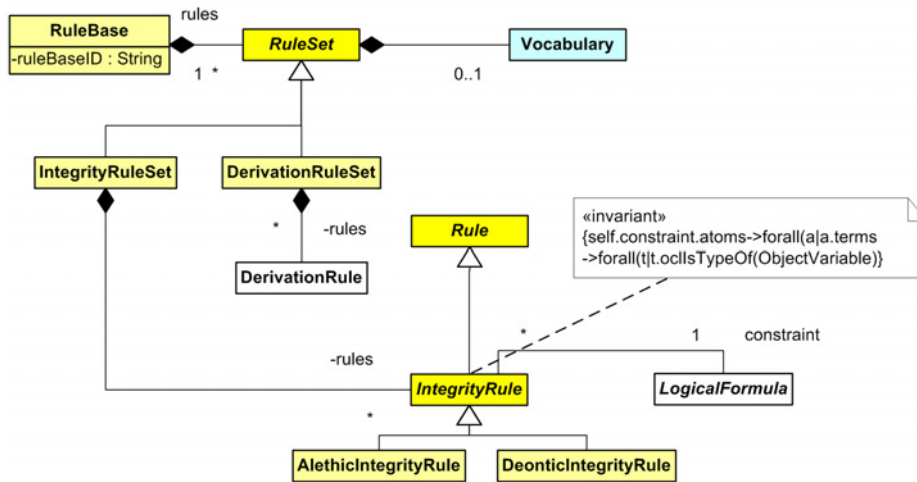 rules
RuleBase
-ruleBaseID : String
RuleSet
Vocabulary
1 *
0..1
IntegrityRuleSet
DerivationRuleSet
«invariant»
{self.constraint.atoms->forall(a|a.terms
->forall(t|t.oclIsTypeOf(ObjectVariable)}
* -rules
Rule
DerivationRule
* 1 constraint
-rules
IntegrityRule
LogicalFormula
*
AlethicIntegrityRule
DeonticIntegrityRule